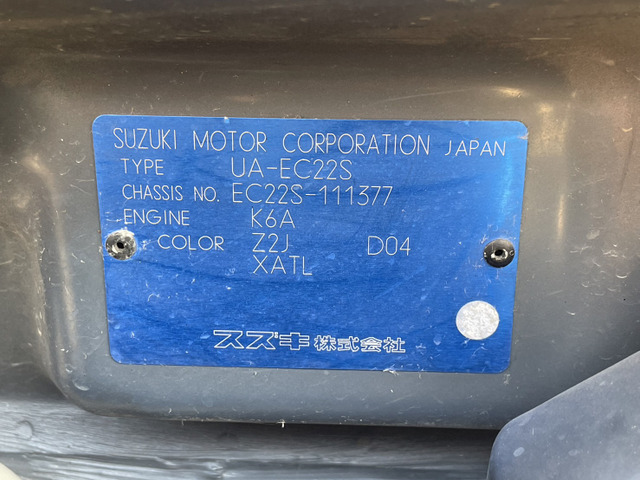 SUZUKI MOTOR CORPORATION JAPAN
TYPE UA-EC22S
CHASSIS NO. EC22S-111377
ENGINE K6A
COLOR Z2J D04
XATL
スズキ株式会社